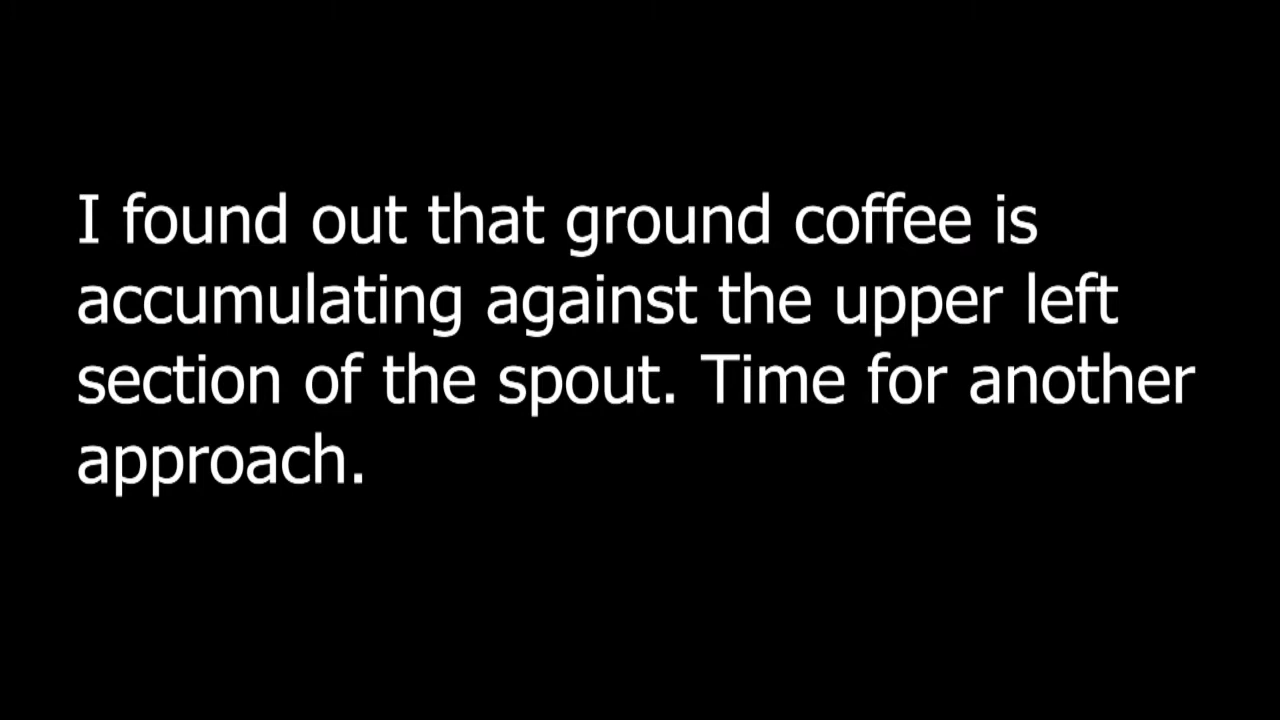 I found out that ground coffee is
accumulating against the upper left
section of the spout. Time for another
approach.